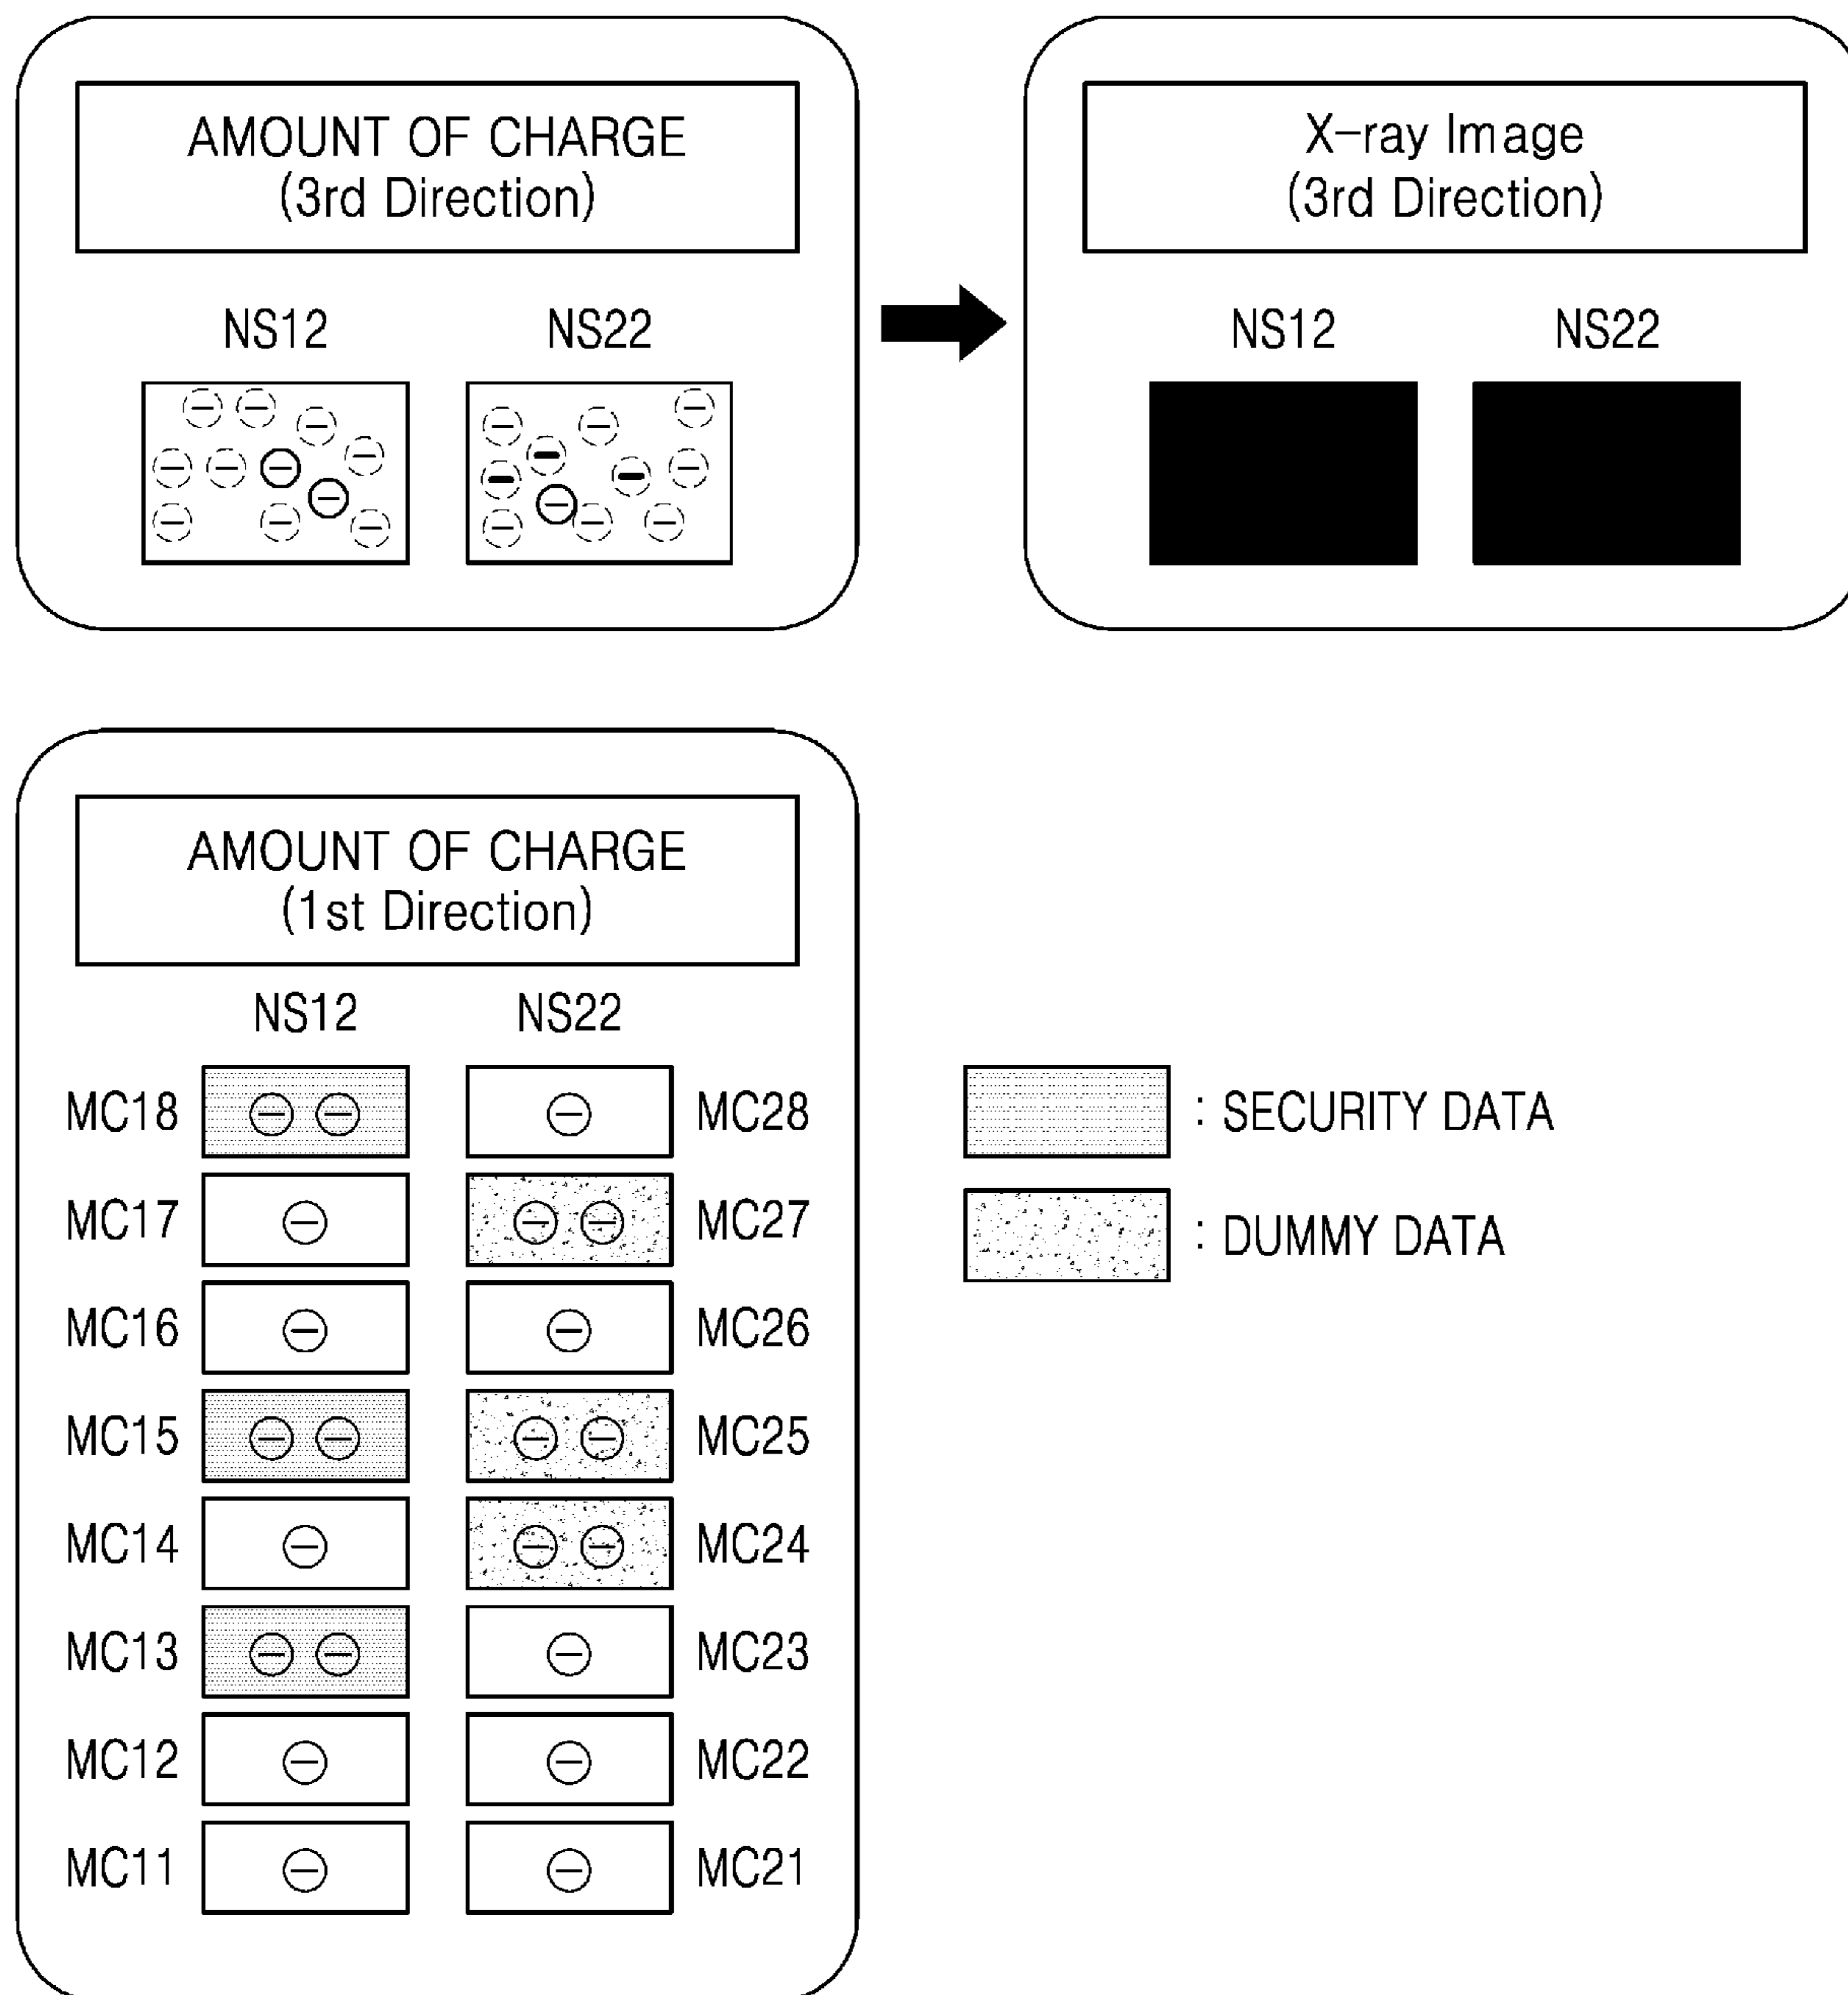 AMOUNT OF CHARGE
(3rd Direction)
NS12 NS22
X-ray Image
(3rd Direction)
NS12 NS22
AMOUNT OF CHARGE
(1st Direction)
NS12 NS22
MC18 MC28
MC17 MC27
MC16 MC26
MC15 MC25
MC14 MC24
MC13 MC23
MC12 MC22
MC11 MC21
: SECURITY DATA
: DUMMY DATA